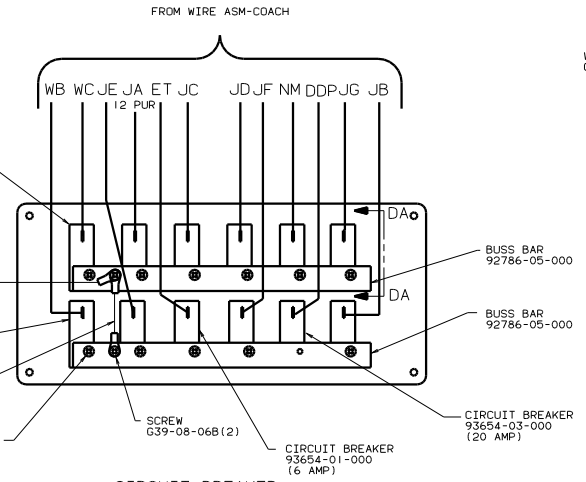 FROM WIRE ASM-COACH
WB WC JE JA ET JC JD JF NM DDP JG JB
12 PUR
DA
BUSS BAR
92786-05-000
DA
BUSS BAR
92786-05-000
SCREW
G39-08-06B(2)
CIRCUIT BREAKER
93654-03-000
(20 AMP)
CIRCUIT BREAKER
93654-01-000
(6 AMP)